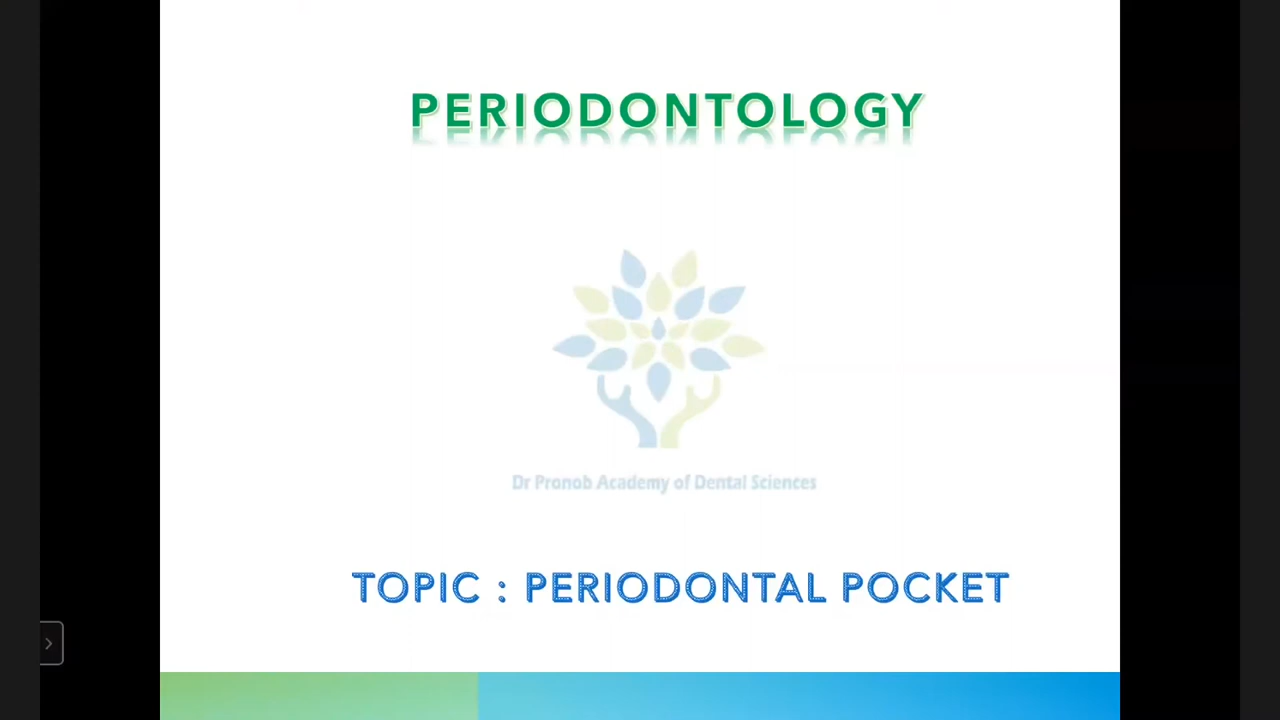 PERIODONTOLOGY
Dr Pronob Academy of Dental Sciences
TOPIC : PERIODONTAL POCKET